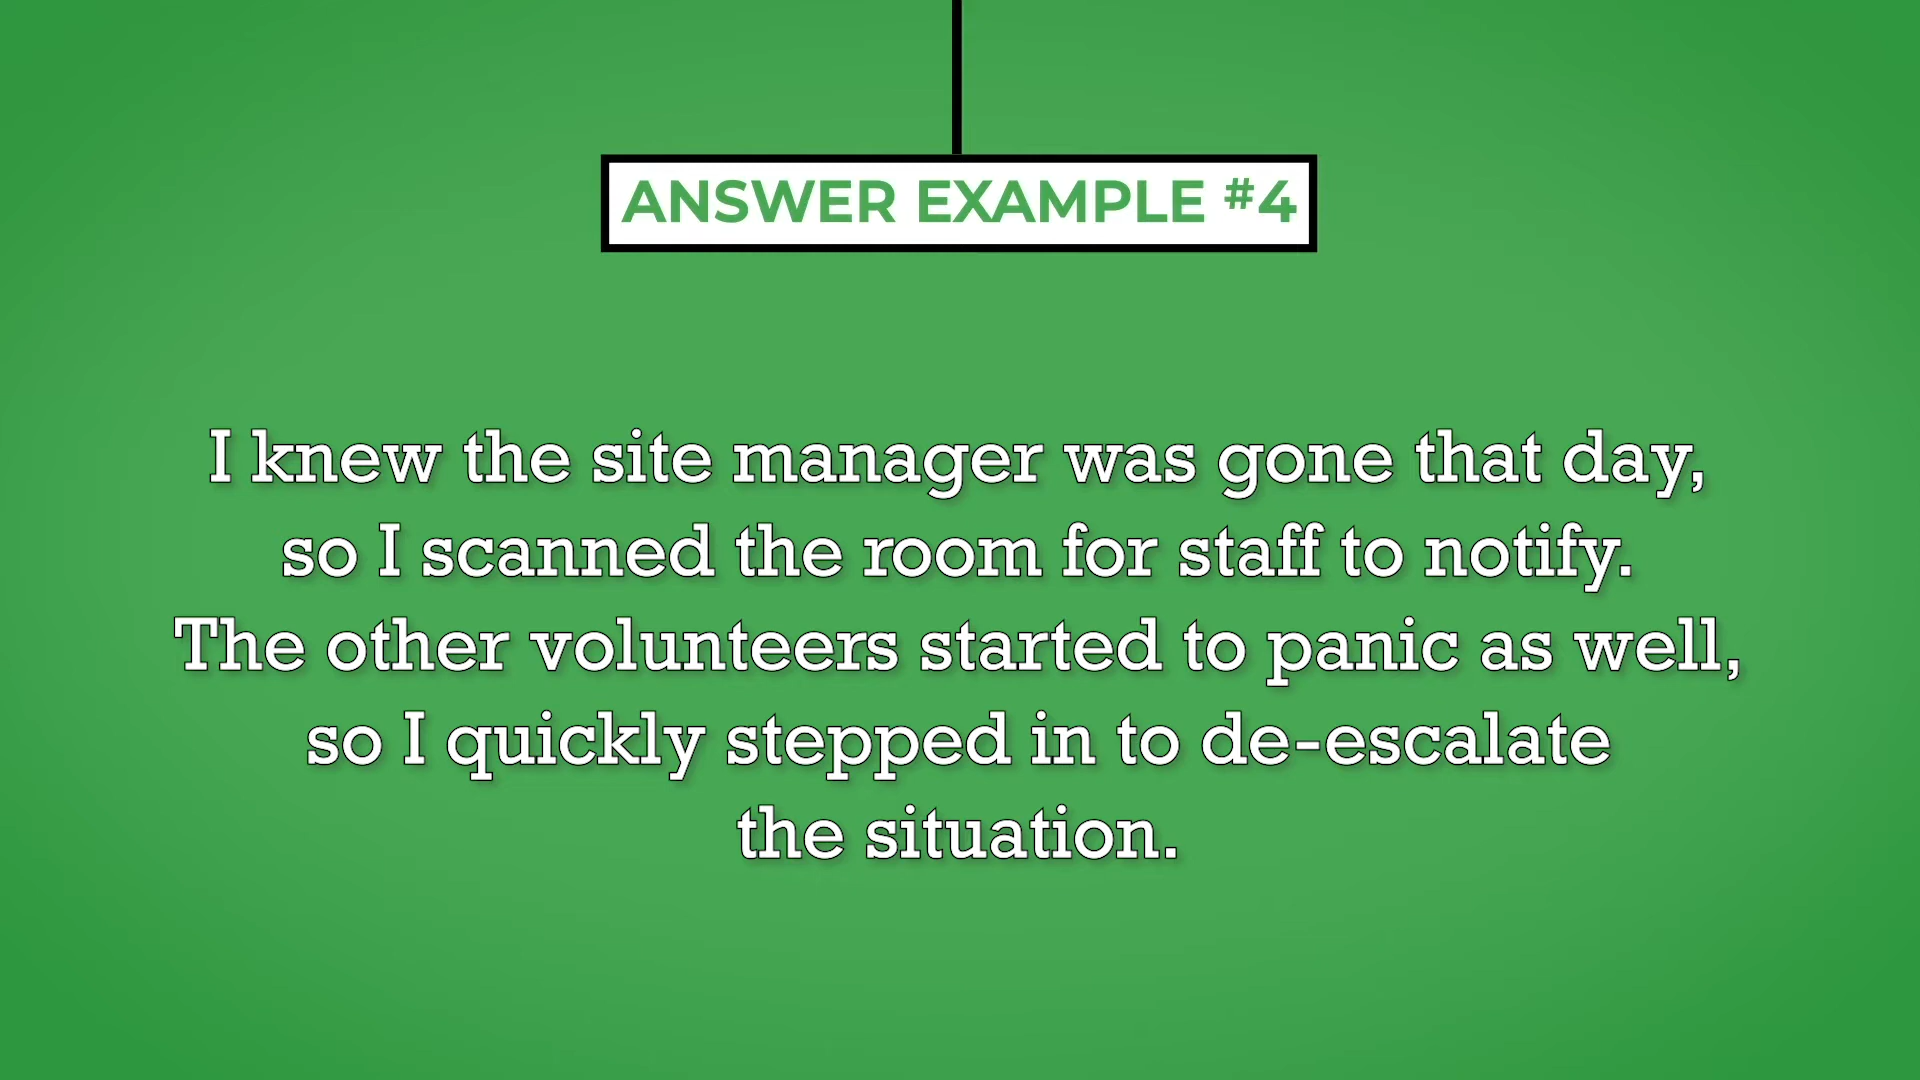 ANSWER EXAMPLE #4
I knew the site manager was gone that day,
so I scanned the room for staff to notify.
The other volunteers started to panic as well,
so I quickly stepped in to de-escalate
the situation.